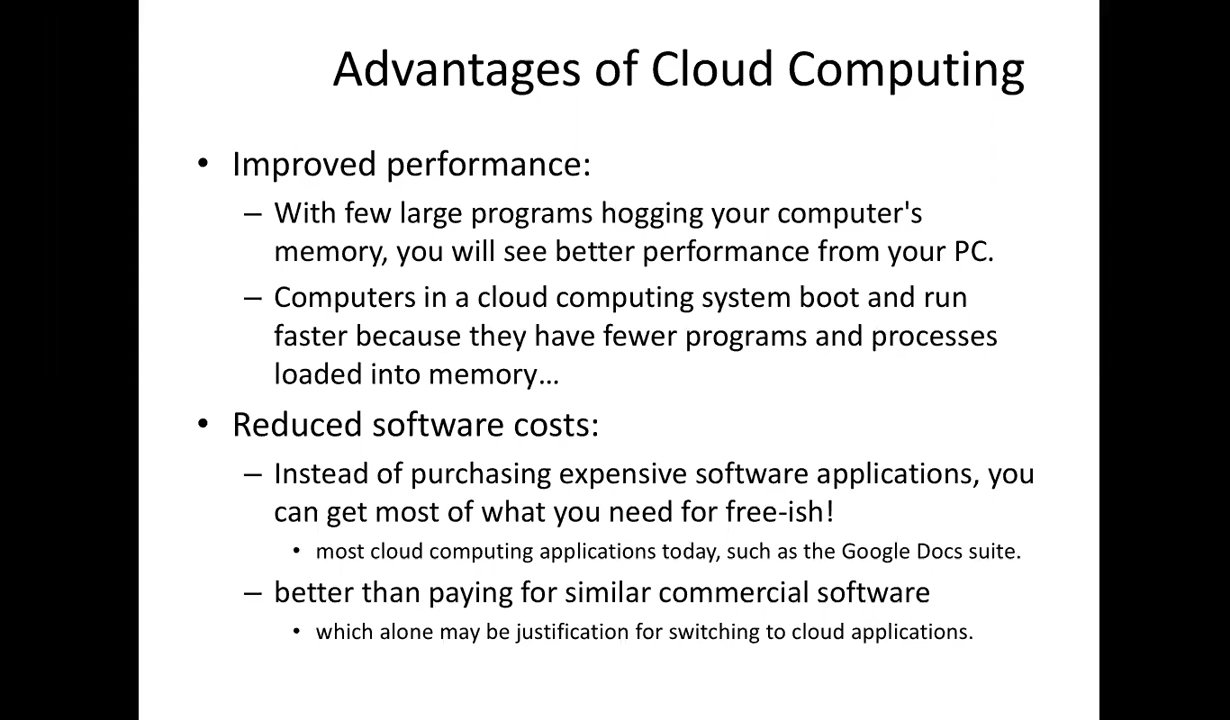 Advantages of Cloud Computing
• Improved performance:
– With few large programs hogging your computer's
memory, you will see better performance from your PC.
– Computers in a cloud computing system boot and run
faster because they have fewer programs and processes
loaded into memory…
• Reduced software costs:
– Instead of purchasing expensive software applications, you
can get most of what you need for free-ish!
• most cloud computing applications today, such as the Google Docs suite.
– better than paying for similar commercial software
• which alone may be justification for switching to cloud applications.